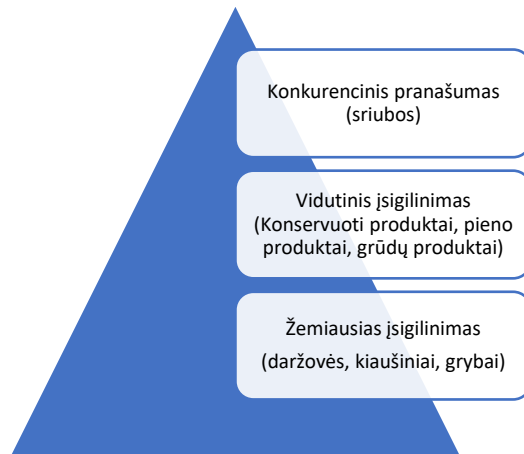 Konkurencinis pranašumas
(sriubos)
Vidutinis įsigilinimas
(Konservuoti produktai, pieno
produktai, grūdų produktai)
Žemiausias įsigilinimas
(daržovės, kiaušiniai, grybai)